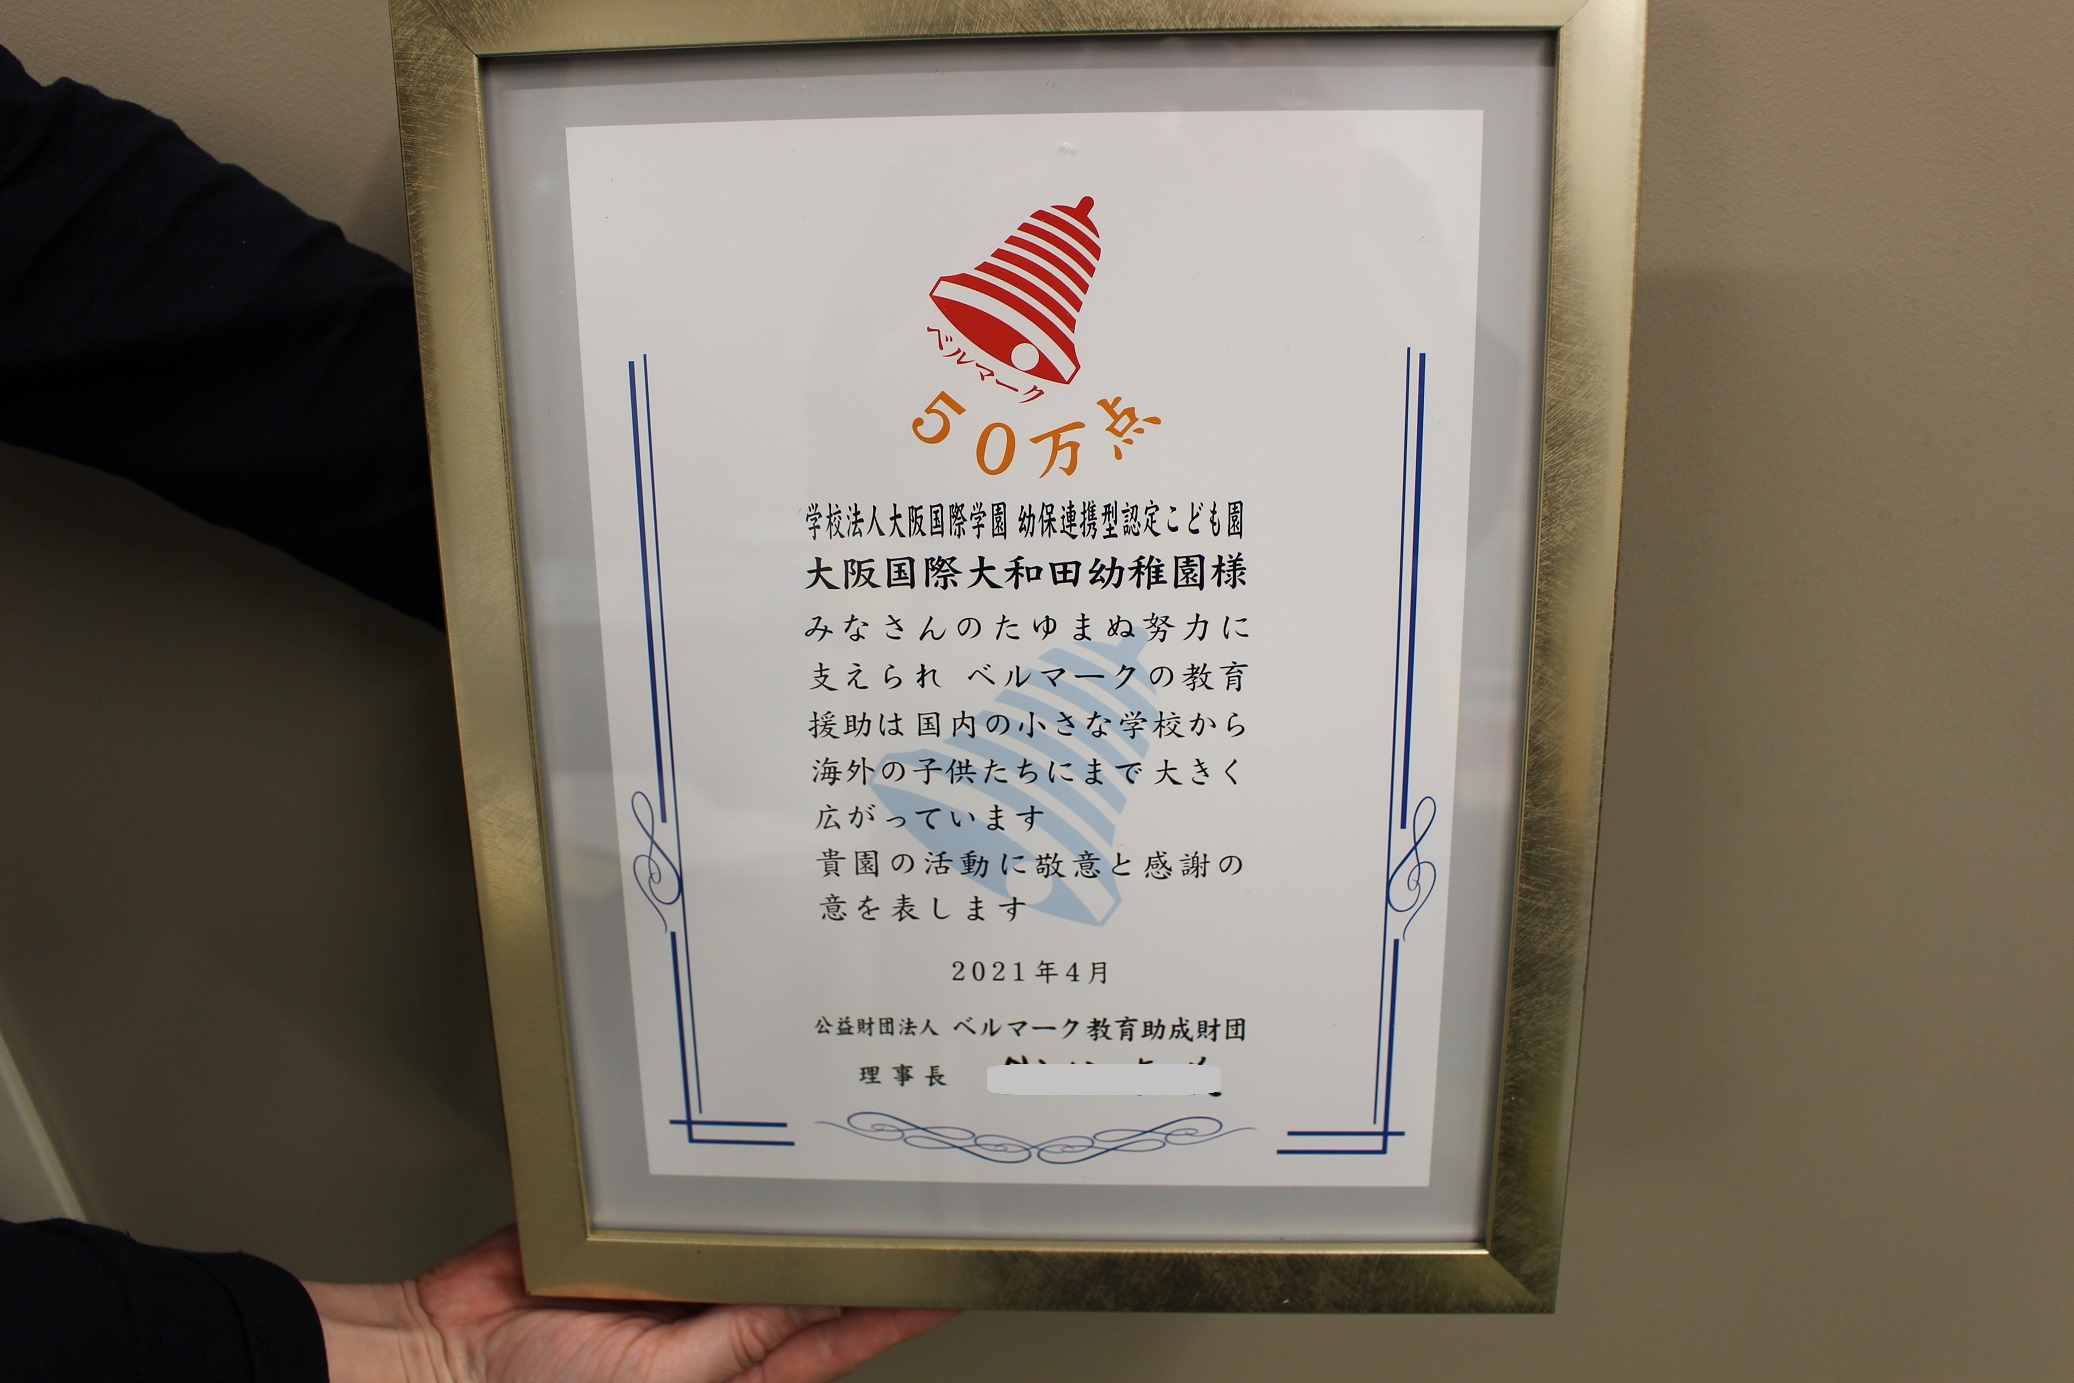 ベルマーク
50万点
学校法人大阪国際学園 幼保連携型認定こども園
大阪国際大和田幼稚園様
みなさんのたゆまぬ努力に
支えられ ベルマークの教育
援助は国内の小さな学校から
海外の子供たちにまで大きく
広がっています
貴園の活動に敬意と感謝の
意を表します
2021年4月
公益財団法人 ベルマーク教育助成財団
理事長